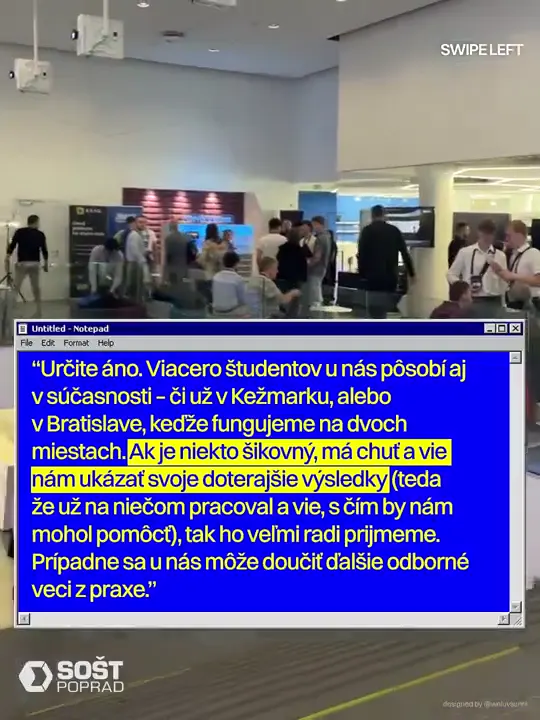 SWIPE LEFT
Untitled - Notepad
File Edit Format Help
“Určite áno. Viacero študentov u nás pôsobí aj
v súčasnosti – či už v Kežmarku, alebo
v Bratislave, keďže fungujeme na dvoch
miestach. Ak je niekto šikovný, má chuť a vie
nám ukázať svoje doterajšie výsledky (teda
že už na niečom pracoval a vie, s čím by nám
mohol pomôcť), tak ho veľmi radi prijmeme.
Prípadne sa u nás môže doučiť ďalšie odborné
veci z praxe.”
SOŠT
POPRAD
designed by